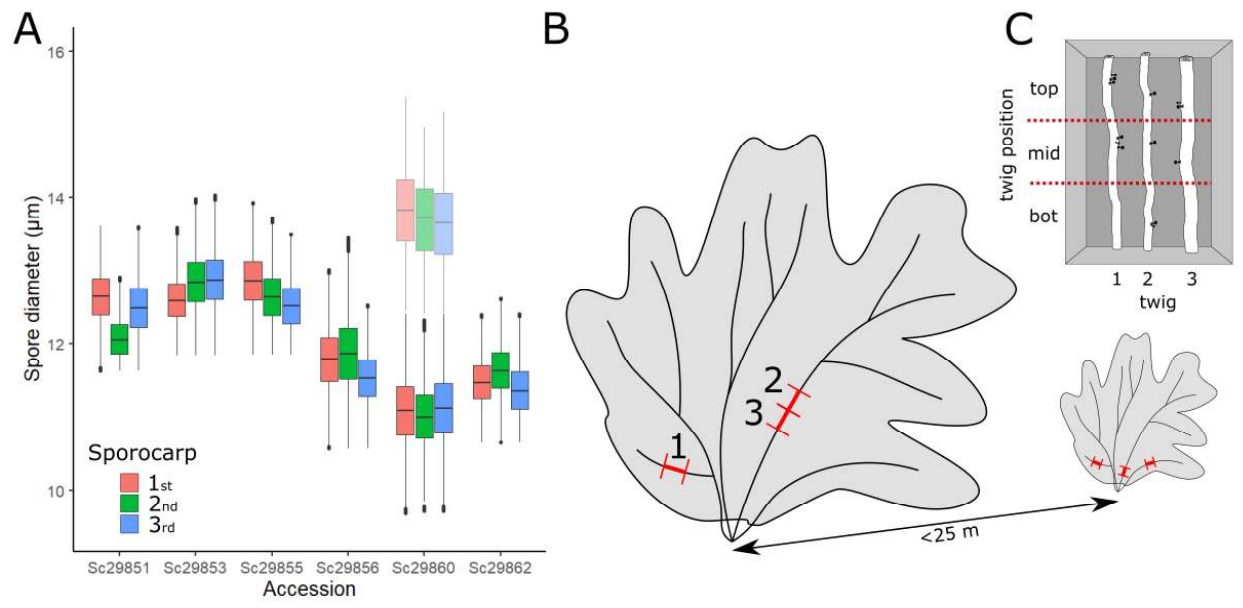 A
B
C
16
14
12
10
Spore diameter (μm)
Sporocarp
1st
2nd
3rd
Sc29851
Sc29853
Sc29855
Sc29856
Sc29860
Sc29862
Accession
1
2
3
<25 m
twig position
top
mid
bot
1
2
3
twig